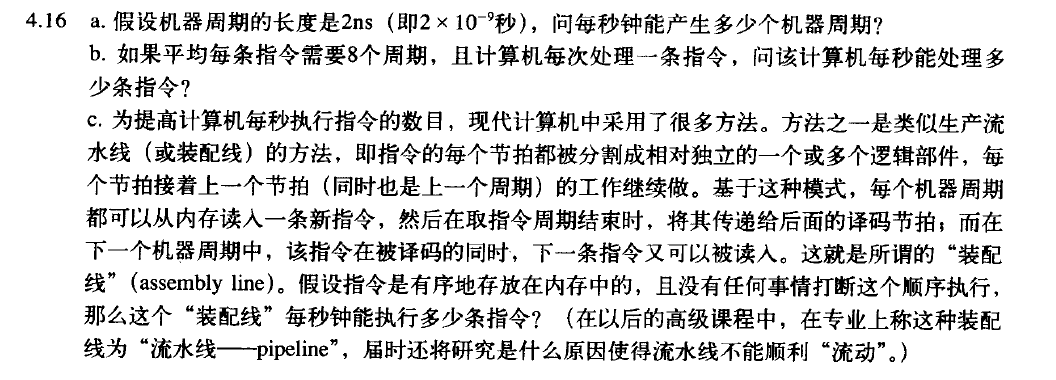 4.16 a. 假设机器周期的长度是2ns（即2 × 10⁻⁹秒），问每秒钟能产生多少个机器周期？
b. 如果平均每条指令需要8个周期，且计算机每次处理一条指令，问该计算机每秒能处理多
少条指令？
c. 为提高计算机每秒执行指令的数目，现代计算机中采用了很多方法。方法之一是类似生产流
水线（或装配线）的方法，即指令的每个节拍都被分割成相对独立的一个或多个逻辑部件，每
个节拍接着上一个节拍（同时也是上一个周期）的工作继续做。基于这种模式，每个机器周期
都可以从内存读入一条新指令，然后在取指令周期结束时，将其传递给后面的译码节拍；而在
下一个机器周期中，该指令在被译码的同时，下一条指令又可以被读入。这就是所谓的“装配
线”（assembly line）。假设指令是有序地存放在内存中的，且没有任何事情打断这个顺序执行，
那么这个“装配线”每秒钟能执行多少条指令？（在以后的高级课程中，在专业上称这种装配
线为“流水线——pipeline”，届时还将研究是什么原因使得流水线不能顺利“流动”。）